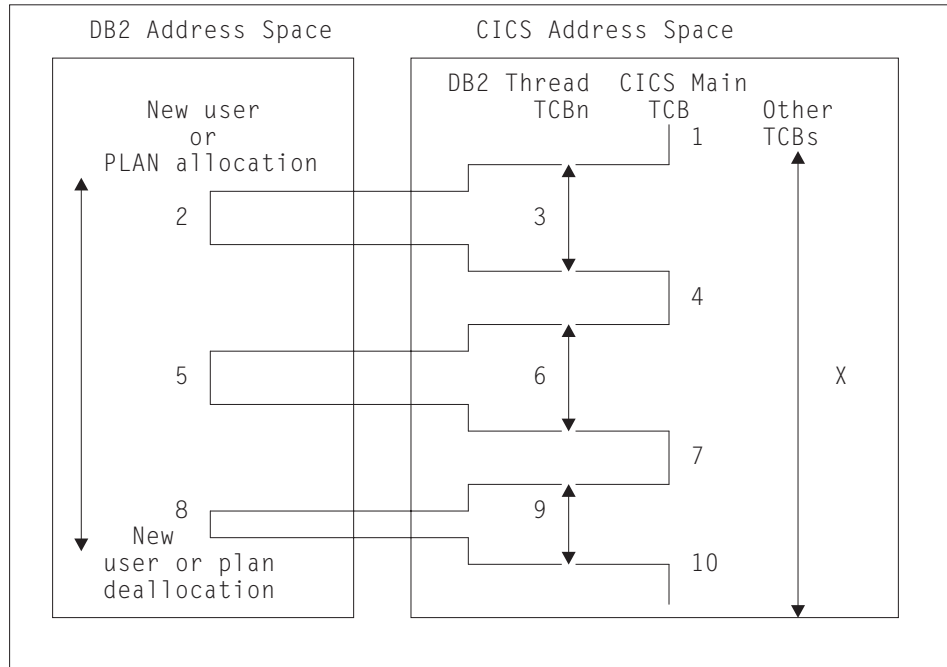 DB2 Address Space
CICS Address Space
DB2 Thread
TCBn
CICS Main
TCB
Other
TCBs
New user
or
PLAN allocation
1
2
3
4
5
6
X
7
8
9
New
user or plan
deallocation
10